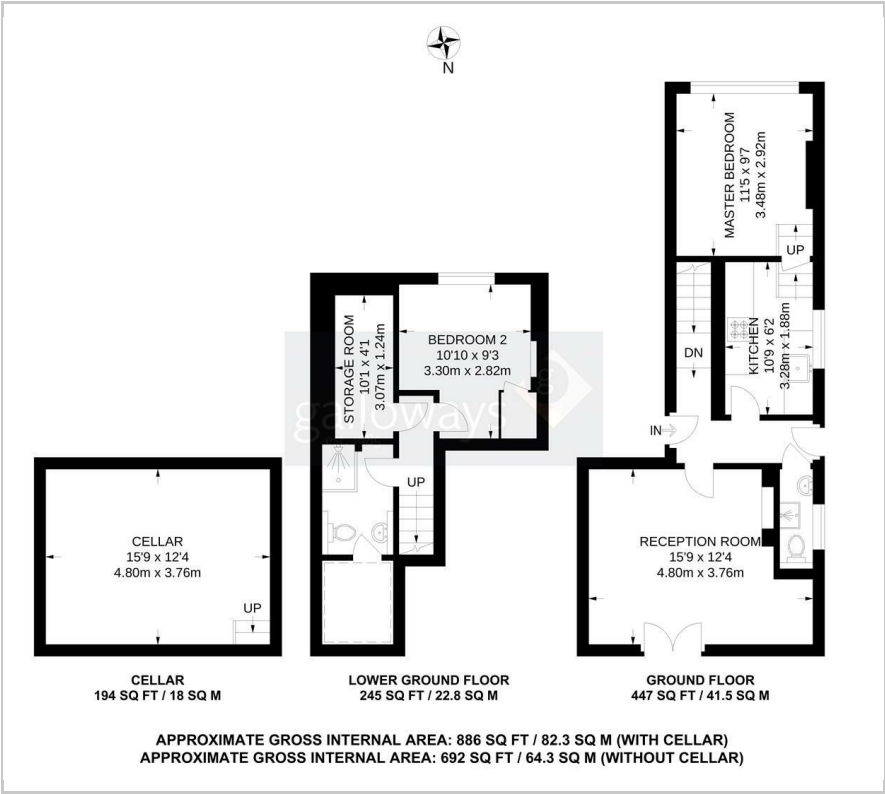 N
MASTER BEDROOM
11'5 x 9'7
3.48m x 2.92m
UP
KITCHEN
10'9 x 6'2
3.28m x 1.88m
DN
IN
STORAGE ROOM
10'1 x 4'1
3.07m x 1.24m
BEDROOM 2
10'10 x 9'3
3.30m x 2.82m
galloways
g
UP
CELLAR
15'9 x 12'4
4.80m x 3.76m
UP
RECEPTION ROOM
15'9 x 12'4
4.80m x 3.76m
CELLAR
194 SQ FT / 18 SQ M
LOWER GROUND FLOOR
245 SQ FT / 22.8 SQ M
GROUND FLOOR
447 SQ FT / 41.5 SQ M
APPROXIMATE GROSS INTERNAL AREA: 886 SQ FT / 82.3 SQ M (WITH CELLAR)
APPROXIMATE GROSS INTERNAL AREA: 692 SQ FT / 64.3 SQ M (WITHOUT CELLAR)